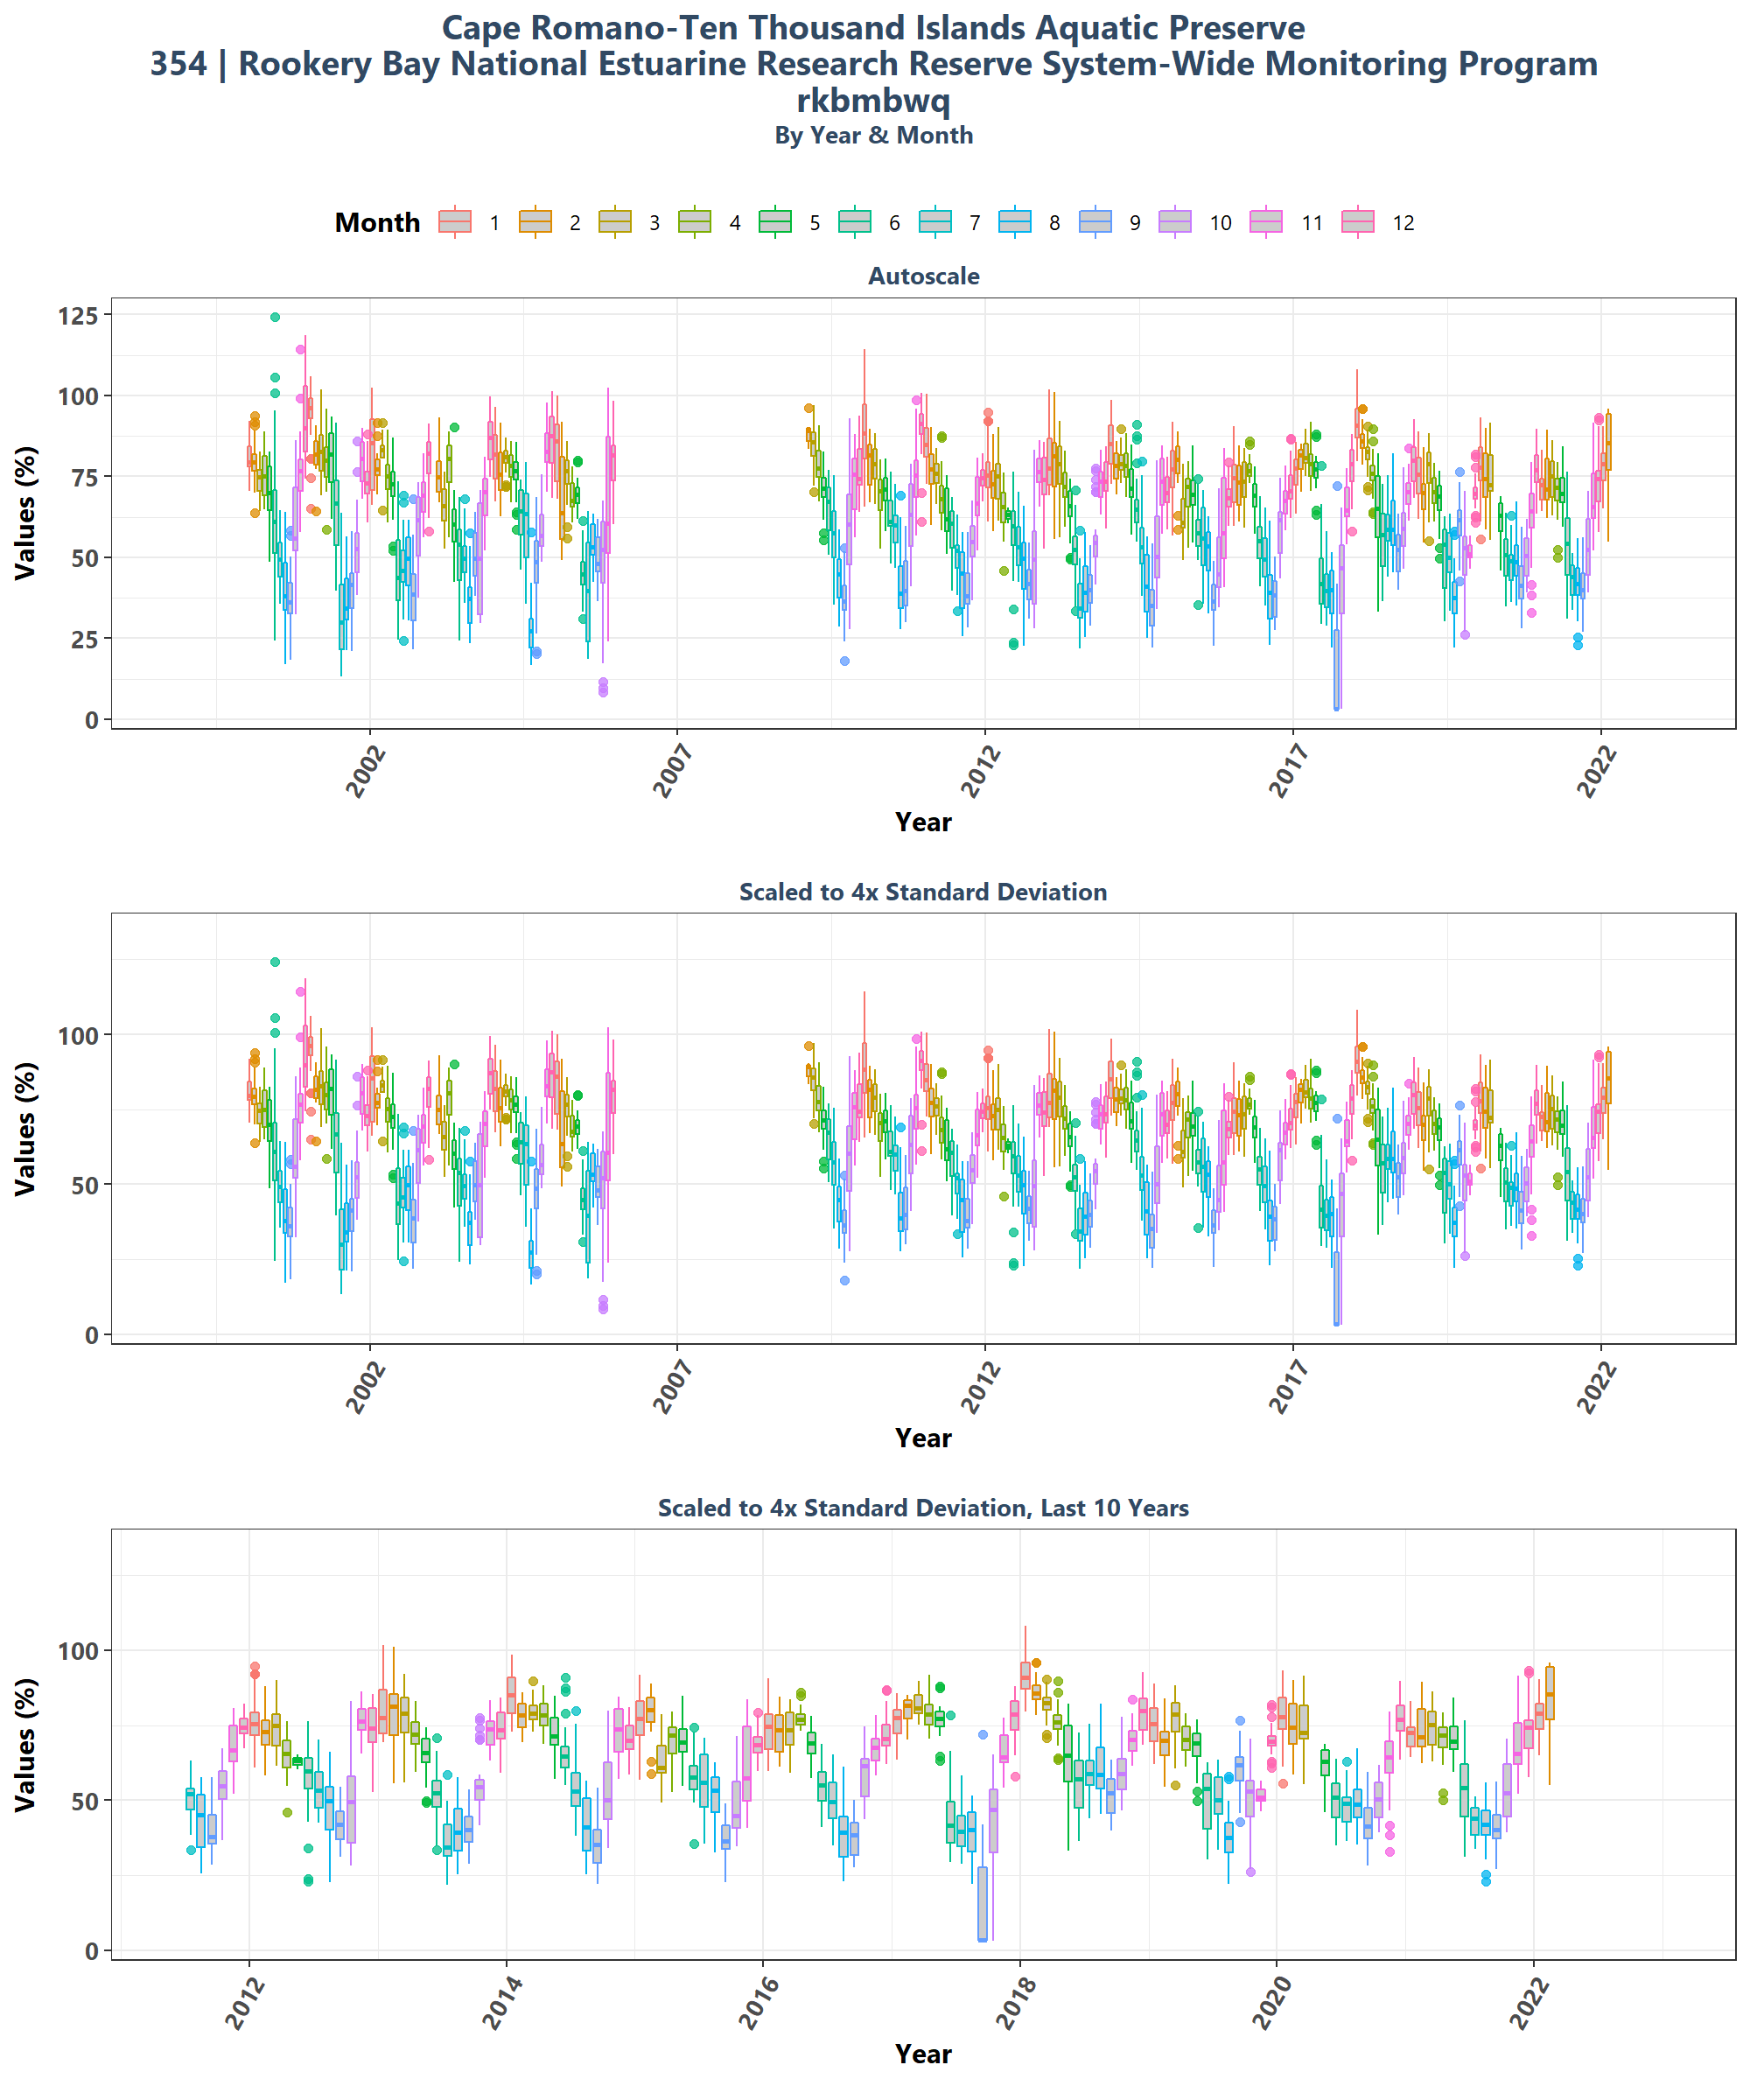 Cape Romano-Ten Thousand Islands Aquatic Preserve
354 | Rookery Bay National Estuarine Research Reserve System-Wide Monitoring Program
rkbmbwq
By Year & Month
Month 1 2 3 4 5 6 7 8 9 10 11 12
Autoscale
Values (%)
125
100
75
50
25
0
2002 2007 2012 2017 2022
Year
Scaled to 4x Standard Deviation
Values (%)
100
50
0
2002 2007 2012 2017 2022
Year
Scaled to 4x Standard Deviation, Last 10 Years
Values (%)
100
50
0
2012 2014 2016 2018 2020 2022
Year